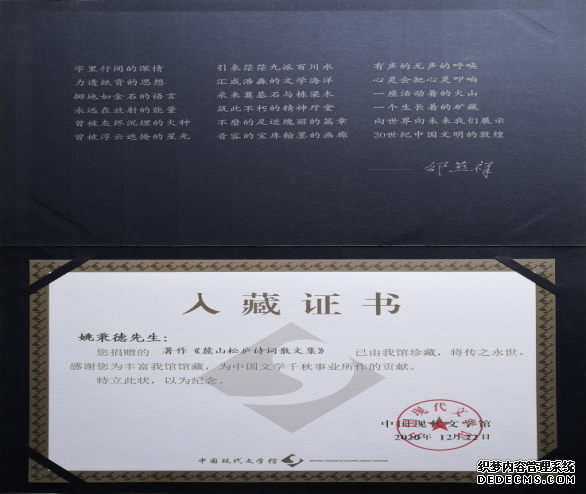 字里行间的深情
力透纸背的思想
掷地如金石的语言
永远在放射的能量
曾被灰烬沉埋的火种
曾被浮云遮掩的星光
引来茫茫九派百川水
汇成浩淼的文学海洋
采来奠基石与栋梁木
筑此不朽的精神厅堂
不磨的足迹瑰丽的篇章
音容的宝库翰墨的画廊
有声的无声的呼唤
心灵会把心灵叩响
一座活动着的火山
一个生长着的矿藏
向世界向未来我们展示
20世纪中国文明的敦煌
——邵燕祥
入藏证书
姚秉德先生：
您捐赠的 著作《麓山松庐诗词散文集》 已由我馆珍藏，将传之永世。
感谢您为丰富我馆馆藏，为中国文学千秋事业所作的贡献。
特立此状，以为纪念。
中国现代文学馆
2020年 12月22日
中国现代文学馆
织梦内容管理系统
DEDECMS.COM